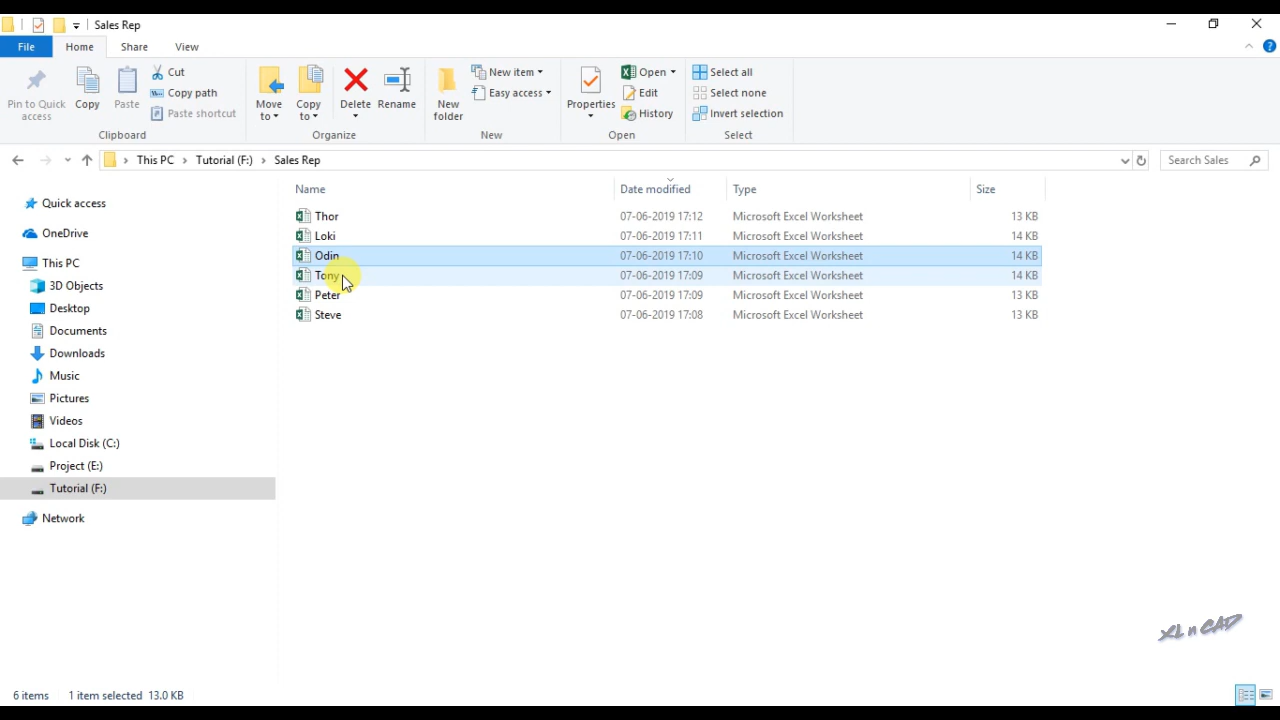 Sales Rep
File Home Share View
Pin to Quick access
Copy
Paste
Cut
Copy path
Paste shortcut
Clipboard
Move to
Copy to
Delete
Rename
Organize
New folder
New item
Easy access
New
Properties
Open
Edit
History
Open
Select all
Select none
Invert selection
Select
This PC > Tutorial (F:) > Sales Rep
Search Sales
Quick access
OneDrive
This PC
3D Objects
Desktop
Documents
Downloads
Music
Pictures
Videos
Local Disk (C:)
Project (E:)
Tutorial (F:)
Network
Name Date modified Type Size
Thor 07-06-2019 17:12 Microsoft Excel Worksheet 13 KB
Loki 07-06-2019 17:11 Microsoft Excel Worksheet 14 KB
Odin 07-06-2019 17:10 Microsoft Excel Worksheet 14 KB
Tony 07-06-2019 17:09 Microsoft Excel Worksheet 14 KB
Peter 07-06-2019 17:09 Microsoft Excel Worksheet 13 KB
Steve 07-06-2019 17:08 Microsoft Excel Worksheet 13 KB
XL n CAD
6 items 1 item selected 13.0 KB